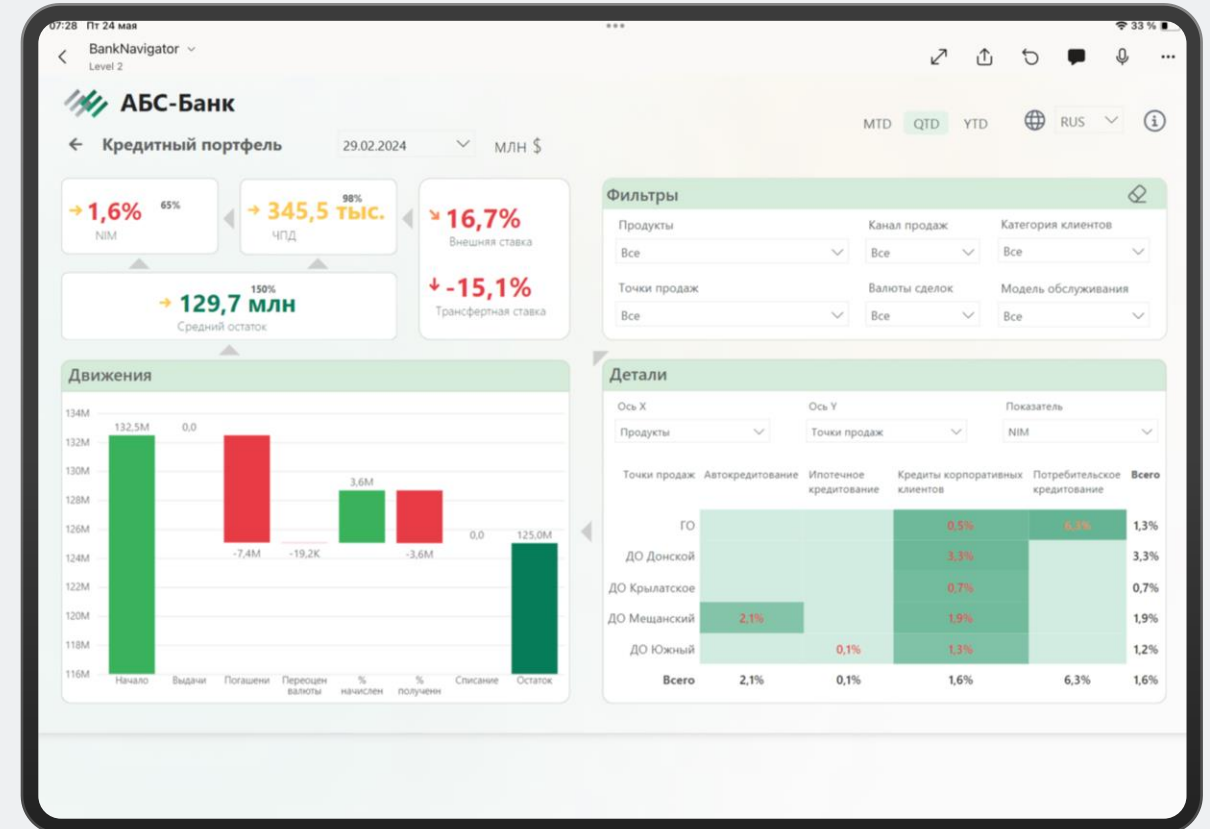 07:28 Пт 24 мая
33 %
BankNavigator
Level 2
АБС-Банк
MTD QTD YTD
RUS
Кредитный портфель
29.02.2024
МЛН $
1,6%
65%
NIM
345,5 тыс.
98%
ЧПД
16,7%
Внешняя ставка
129,7 млн
150%
Средний остаток
-15,1%
Трансфертная ставка
Фильтры
Продукты
Канал продаж
Категория клиентов
Все
Все
Все
Точки продаж
Валюты сделок
Модель обслуживания
Все
Все
Все
Движения
134M
132M
130M
128M
126M
124M
122M
120M
118M
116M
132,5M
0,0
-7,4M
-19,2K
3,6M
-3,6M
0,0
125,0M
Начало
Выдачи
Погашени
Переоцен
валюты
%
начислен
%
полученн
Списание
Остаток
Детали
Ось X
Ось Y
Показатель
Продукты
Точки продаж
NIM
Точки продаж
Автокредитование
Ипотечное
кредитование
Кредиты корпоративных
клиентов
Потребительское
кредитование
Всего
ГО 0,5% 6,3% 1,3%
ДО Донской 3,3% 3,3%
ДО Крылатское 0,7% 0,7%
ДО Мещанский 2,1% 1,9% 1,9%
ДО Южный 0,1% 1,3% 1,2%
Всего 2,1% 0,1% 1,6% 6,3% 1,6%